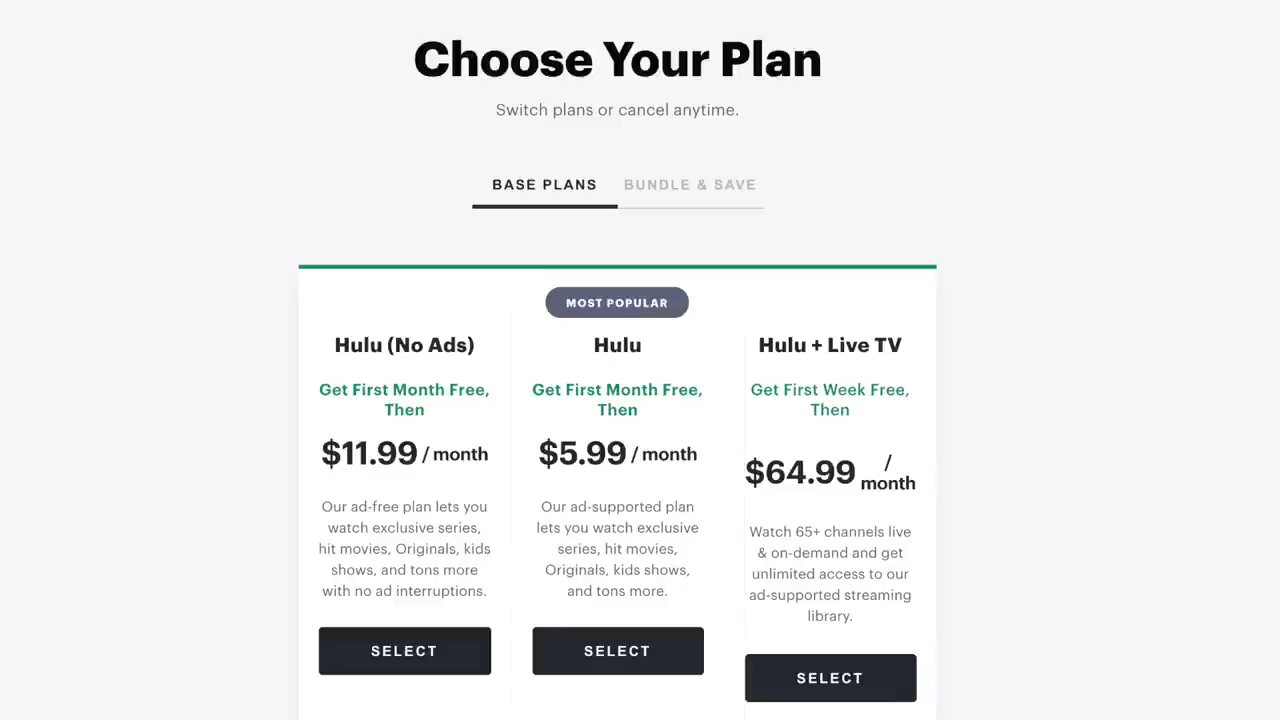 Choose Your Plan
Switch plans or cancel anytime.
BASE PLANS
BUNDLE & SAVE
Hulu (No Ads)
Get First Month Free,
Then
$11.99 / month
Our ad-free plan lets you
watch exclusive series,
hit movies, Originals, kids
shows, and tons more
with no ad interruptions.
SELECT
MOST POPULAR
Hulu
Get First Month Free,
Then
$5.99 / month
Our ad-supported plan
lets you watch exclusive
series, hit movies,
Originals, kids shows,
and tons more.
SELECT
Hulu + Live TV
Get First Week Free,
Then
$64.99 /
month
Watch 65+ channels live
& on-demand and get
unlimited access to our
ad-supported streaming
library.
SELECT